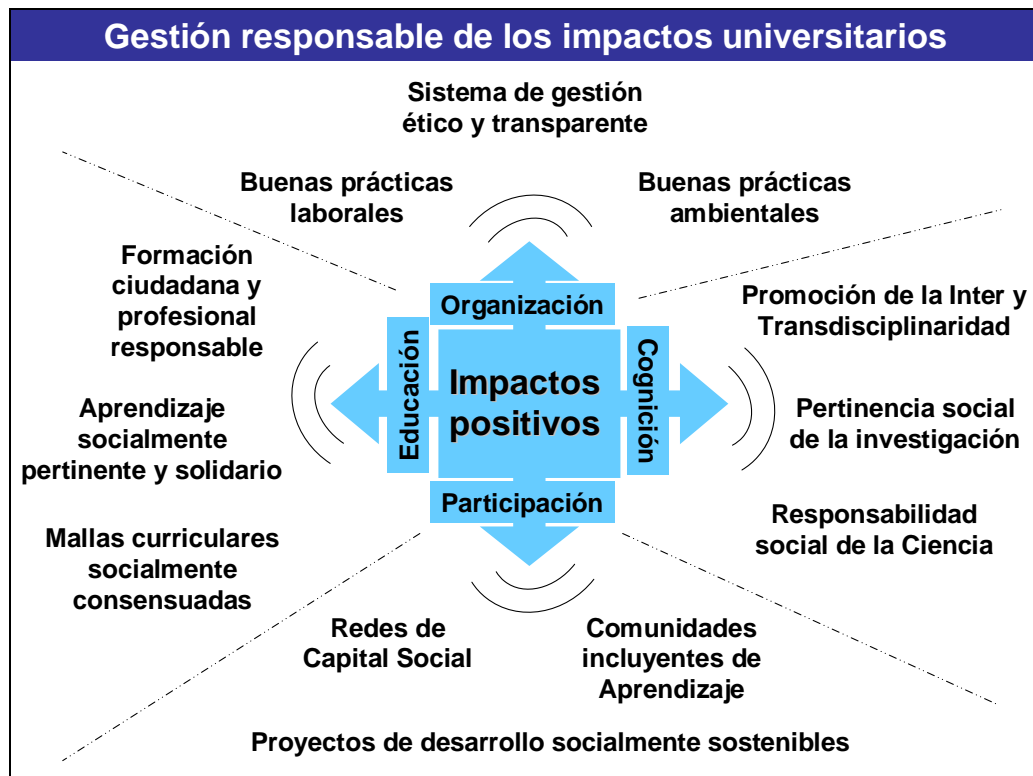 Gestión responsable de los impactos universitarios
Sistema de gestión
ético y transparente
Buenas prácticas
laborales
Buenas prácticas
ambientales
Formación
ciudadana y
profesional
responsable
Organización
Promoción de la Inter y
Transdisciplinaridad
Educación
Impactos
positivos
Cognición
Aprendizaje
socialmente
pertinente y solidario
Pertinencia social
de la investigación
Participación
Mallas curriculares
socialmente
consensuadas
Responsabilidad
social de la Ciencia
Redes de
Capital Social
Comunidades
incluyentes de
Aprendizaje
Proyectos de desarrollo socialmente sostenibles